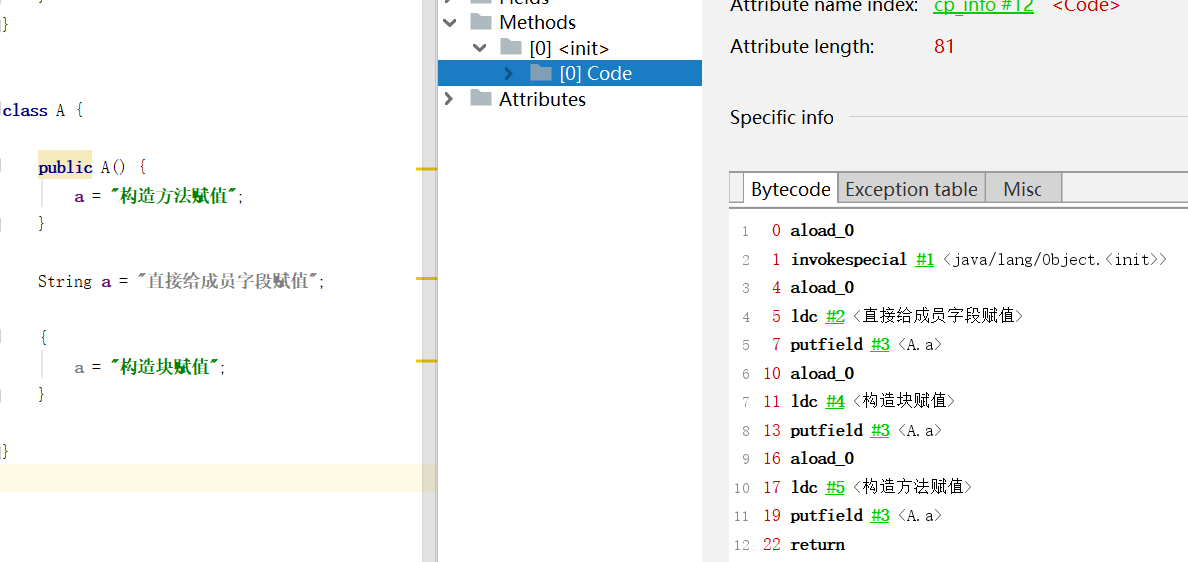 }
class A {
public A() {
a = "构造方法赋值";
}
String a = "直接给成员字段赋值";
{
a = "构造块赋值";
}
}
Methods
[0] <init>
[0] Code
Attributes
Attribute name index: cp_info #12 <Code>
Attribute length: 81
Specific info
Bytecode Exception table Misc
1 0 aload_0
2 1 invokespecial #1 <java/lang/Object.<init>>
3 4 aload_0
4 5 ldc #2 <直接给成员字段赋值>
5 7 putfield #3 <A.a>
6 10 aload_0
7 11 ldc #4 <构造块赋值>
8 13 putfield #3 <A.a>
9 16 aload_0
10 17 ldc #5 <构造方法赋值>
11 19 putfield #3 <A.a>
12 22 return